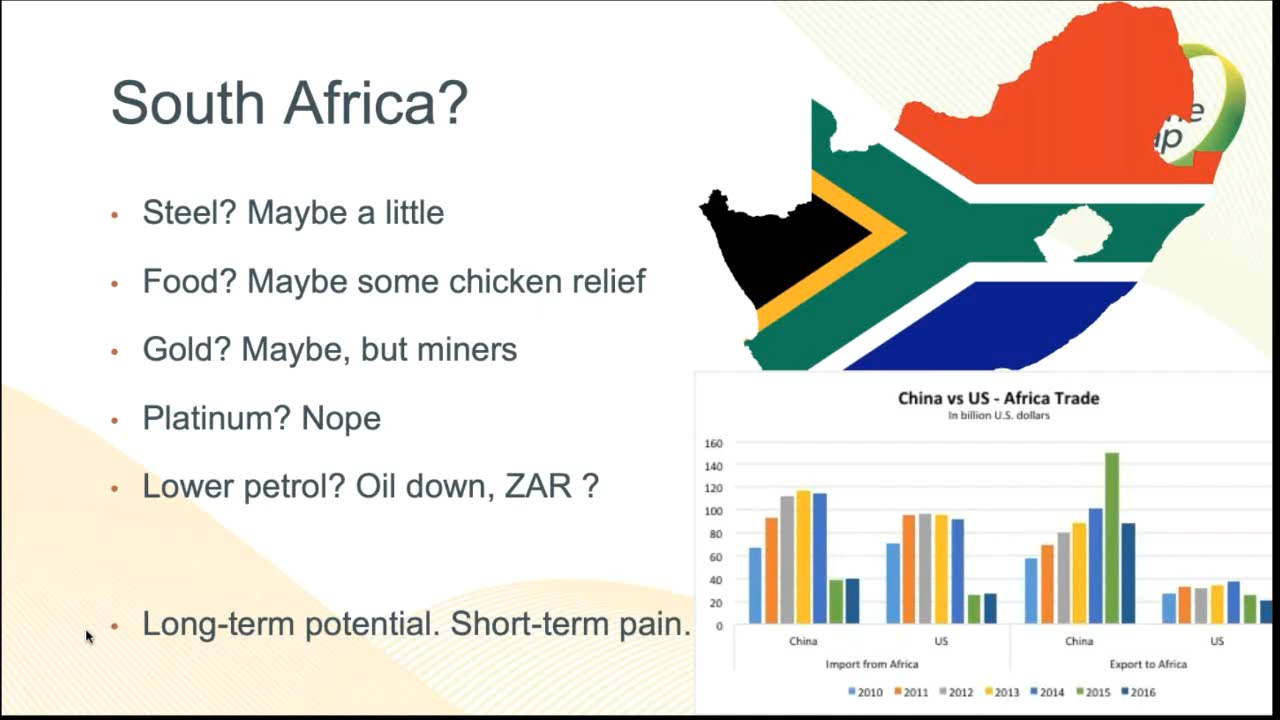 South Africa?
• Steel? Maybe a little
• Food? Maybe some chicken relief
• Gold? Maybe, but miners
• Platinum? Nope
• Lower petrol? Oil down, ZAR ?
• Long-term potential. Short-term pain.
ap
China vs US - Africa Trade
In billion U.S. dollars
160
140
120
100
80
60
40
20
0
China US China US
Import from Africa Export to Africa
2010 2011 2012 2013 2014 2015 2016